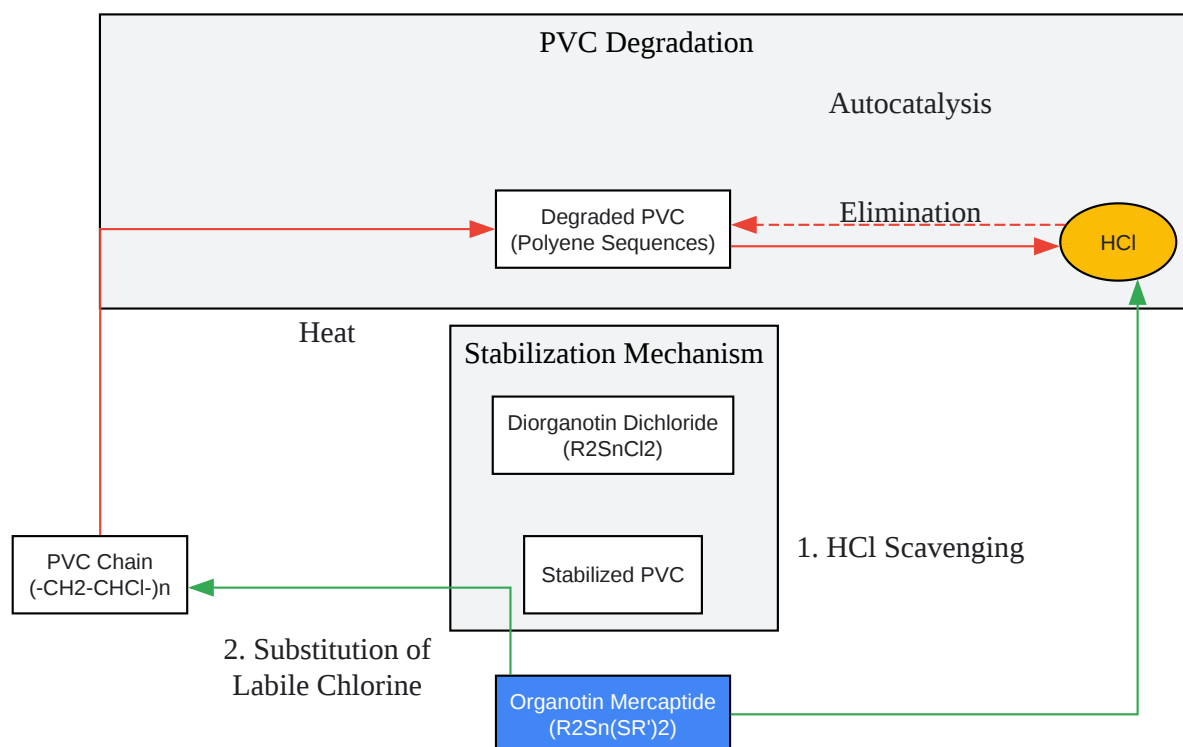 PVC Degradation
Autocatalysis
Degraded PVC
(Polyene Sequences)
Elimination
HCl
Heat
Stabilization Mechanism
Diorganotin Dichloride
(R2SnCl2)
PVC Chain
(-CH2-CHCl-)n
Stabilized PVC
1. HCl Scavenging
2. Substitution of
Labile Chlorine
Organotin Mercaptide
(R2Sn(SR')2)